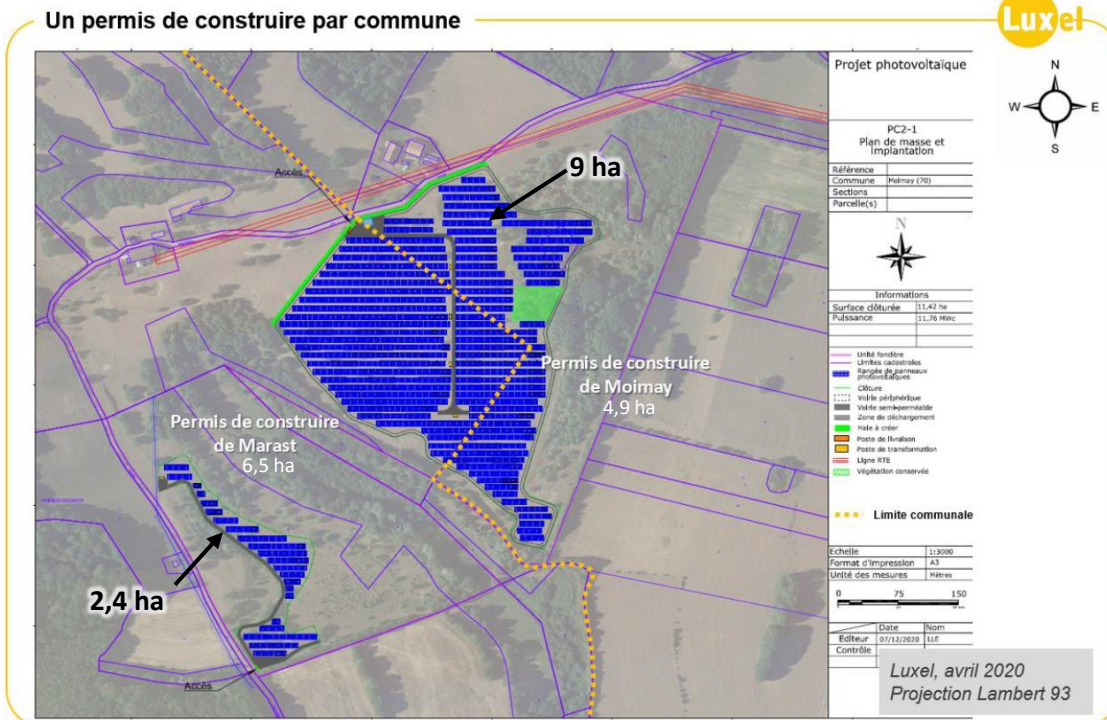 Un permis de construire par commune
Luxel
N
W
E
S
Accès
9 ha
Permis de construire
de Moimay
4,9 ha
Permis de construire
de Marast
6,5 ha
2,4 ha
Accès
Projet photovoltaïque
PC2-1
Plan de masse et
Implantation
Référence
Commune Moimay (70)
Sections
Parcelle(s)
N
Informations
Surface clôturée 11,42 ha
Puissance 11,76 MWc
Unité foncière
Limites cadastrales
Rangée de panneaux
photovoltaïques
Clôture
Voirie périphérique
Voirie semi-perméable
Zone de déchargement
Haie à créer
Poste de livraison
Poste de transformation
Ligne RTE
Végétation conservée
Limite communale
Echelle 1:3000
Format d'impression A3
Unité des mesures Mètres
0 75 150
Date Nom
Editeur 07/12/2020 LLE
Contrôle
Luxel, avril 2020
Projection Lambert 93